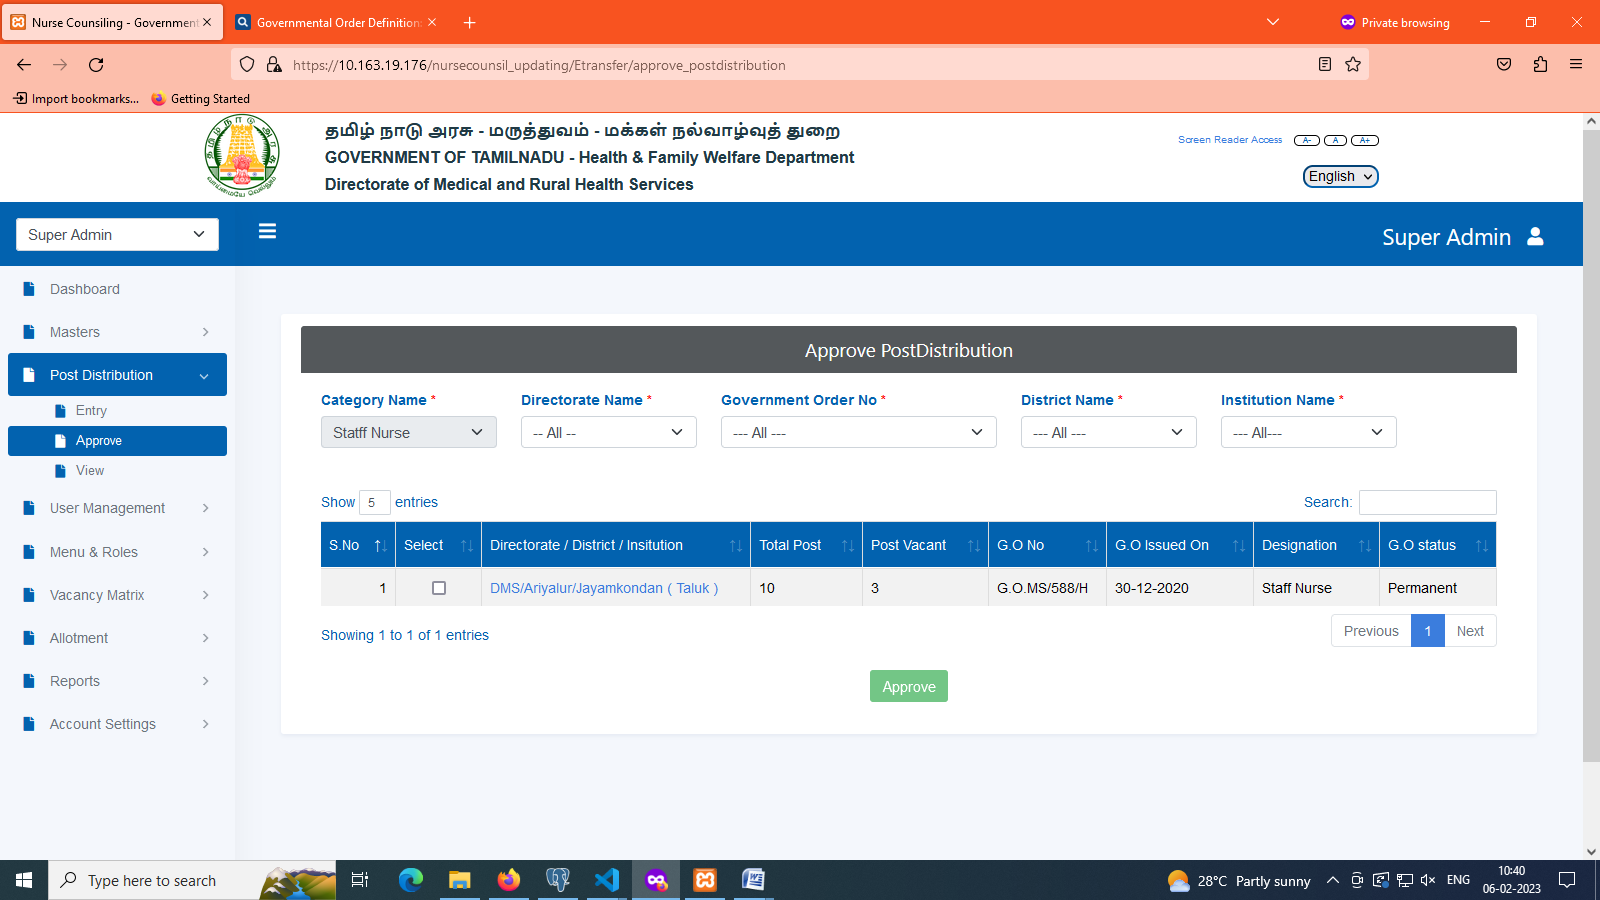 Nurse Counsiling - Government
Governmental Order Definition
Private browsing
https://10.163.19.176/nursecounsil_updating/Etransfer/approve_postdistribution
Import bookmarks...
Getting Started
தமிழ் நாடு அரசு - மருத்துவம் - மக்கள் நல்வாழ்வுத் துறை
GOVERNMENT OF TAMILNADU - Health & Family Welfare Department
Directorate of Medical and Rural Health Services
Screen Reader Access A- A A+
English
Super Admin
Super Admin
Dashboard
Masters
Post Distribution
Entry
Approve
View
User Management
Menu & Roles
Vacancy Matrix
Allotment
Reports
Account Settings
Approve PostDistribution
Category Name * Directorate Name * Government Order No * District Name * Institution Name *
Statff Nurse -- All -- --- All --- --- All --- --- All---
Show 5 entries Search:
S.No Select Directorate / District / Insitution Total Post Post Vacant G.O No G.O Issued On Designation G.O status
1 DMS/Ariyalur/Jayamkondan ( Taluk ) 10 3 G.O.MS/588/H 30-12-2020 Staff Nurse Permanent
Showing 1 to 1 of 1 entries Previous 1 Next
Approve
Type here to search
28°C Partly sunny ENG 10:40
06-02-2023